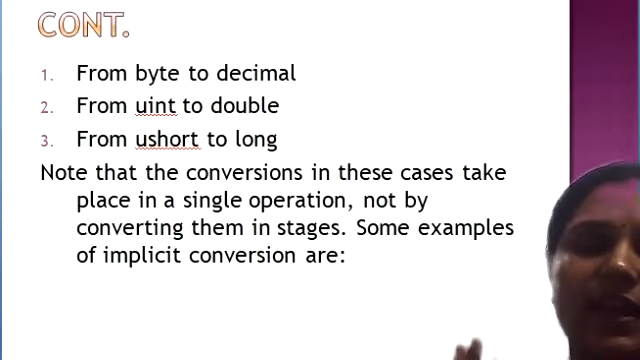 CONT.
1. From byte to decimal
2. From uint to double
3. From ushort to long
Note that the conversions in these cases take
place in a single operation, not by
converting them in stages. Some examples
of implicit conversion are: